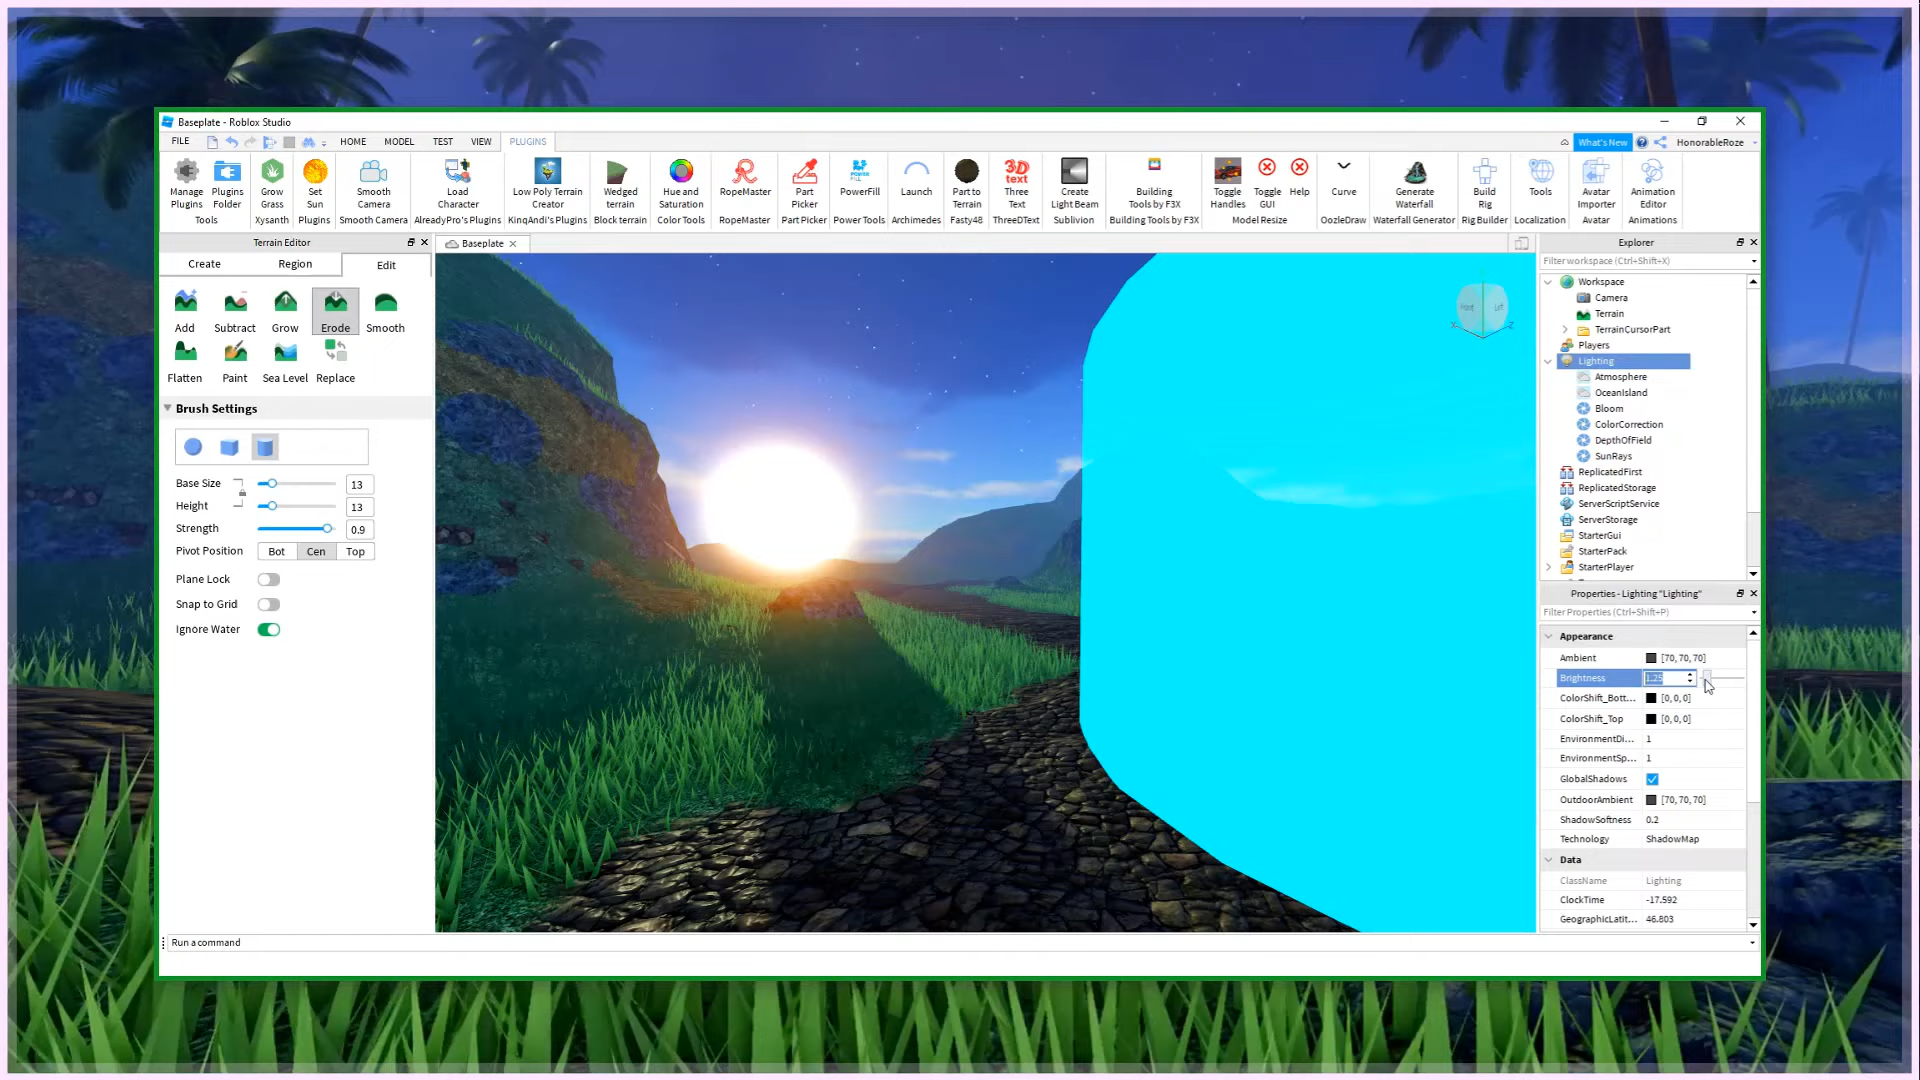 Baseplate - Roblox Studio
FILE HOME MODEL TEST VIEW PLUGINS What's New HonorableRoze
Manage Plugins
Plugins Folder
Grow Grass
Set Sun
Smooth Camera
Load Character
Low Poly Terrain Creator
Wedged terrain
Hue and Saturation
RopeMaster
Part Picker
PowerFill
Launch
Part to Terrain
Three Text
Create Light Beam
Building Tools by F3X
Toggle Handles
Toggle GUI
Help
Curve
Generate Waterfall
Build Rig
Tools
Avatar Importer
Animation Editor
Tools Xysanth Plugins Smooth Camera AlreadyPro's Plugins KinqAndi's Plugins Block terrain Color Tools RopeMaster Part Picker Power Tools Archimedes Fasty48 ThreeDText Sublivion Building Tools by F3X Model Resize OozleDraw Waterfall Generator Rig Builder Localization Avatar Animations
Terrain Editor
Create Region Edit
Add Subtract Grow Erode Smooth
Flatten Paint Sea Level Replace
Brush Settings
Base Size 13
Height 13
Strength 0.9
Pivot Position Bot Cen Top
Plane Lock
Snap to Grid
Ignore Water
Baseplate
Front Left
Explorer
Filter workspace (Ctrl+Shift+X)
Workspace
Camera
Terrain
TerrainCursorPart
Players
Lighting
Atmosphere
OceanIsland
Bloom
ColorCorrection
DepthOfField
SunRays
ReplicatedFirst
ReplicatedStorage
ServerScriptService
ServerStorage
StarterGui
StarterPack
StarterPlayer
Properties - Lighting "Lighting"
Filter Properties (Ctrl+Shift+P)
Appearance
Ambient [70, 70, 70]
Brightness 1.25
ColorShift_Bott... [0, 0, 0]
ColorShift_Top [0, 0, 0]
EnvironmentDi... 1
EnvironmentSp... 1
GlobalShadows
OutdoorAmbient [70, 70, 70]
ShadowSoftness 0.2
Technology ShadowMap
Data
ClassName Lighting
ClockTime -17.592
GeographicLatit... 46.803
Run a command